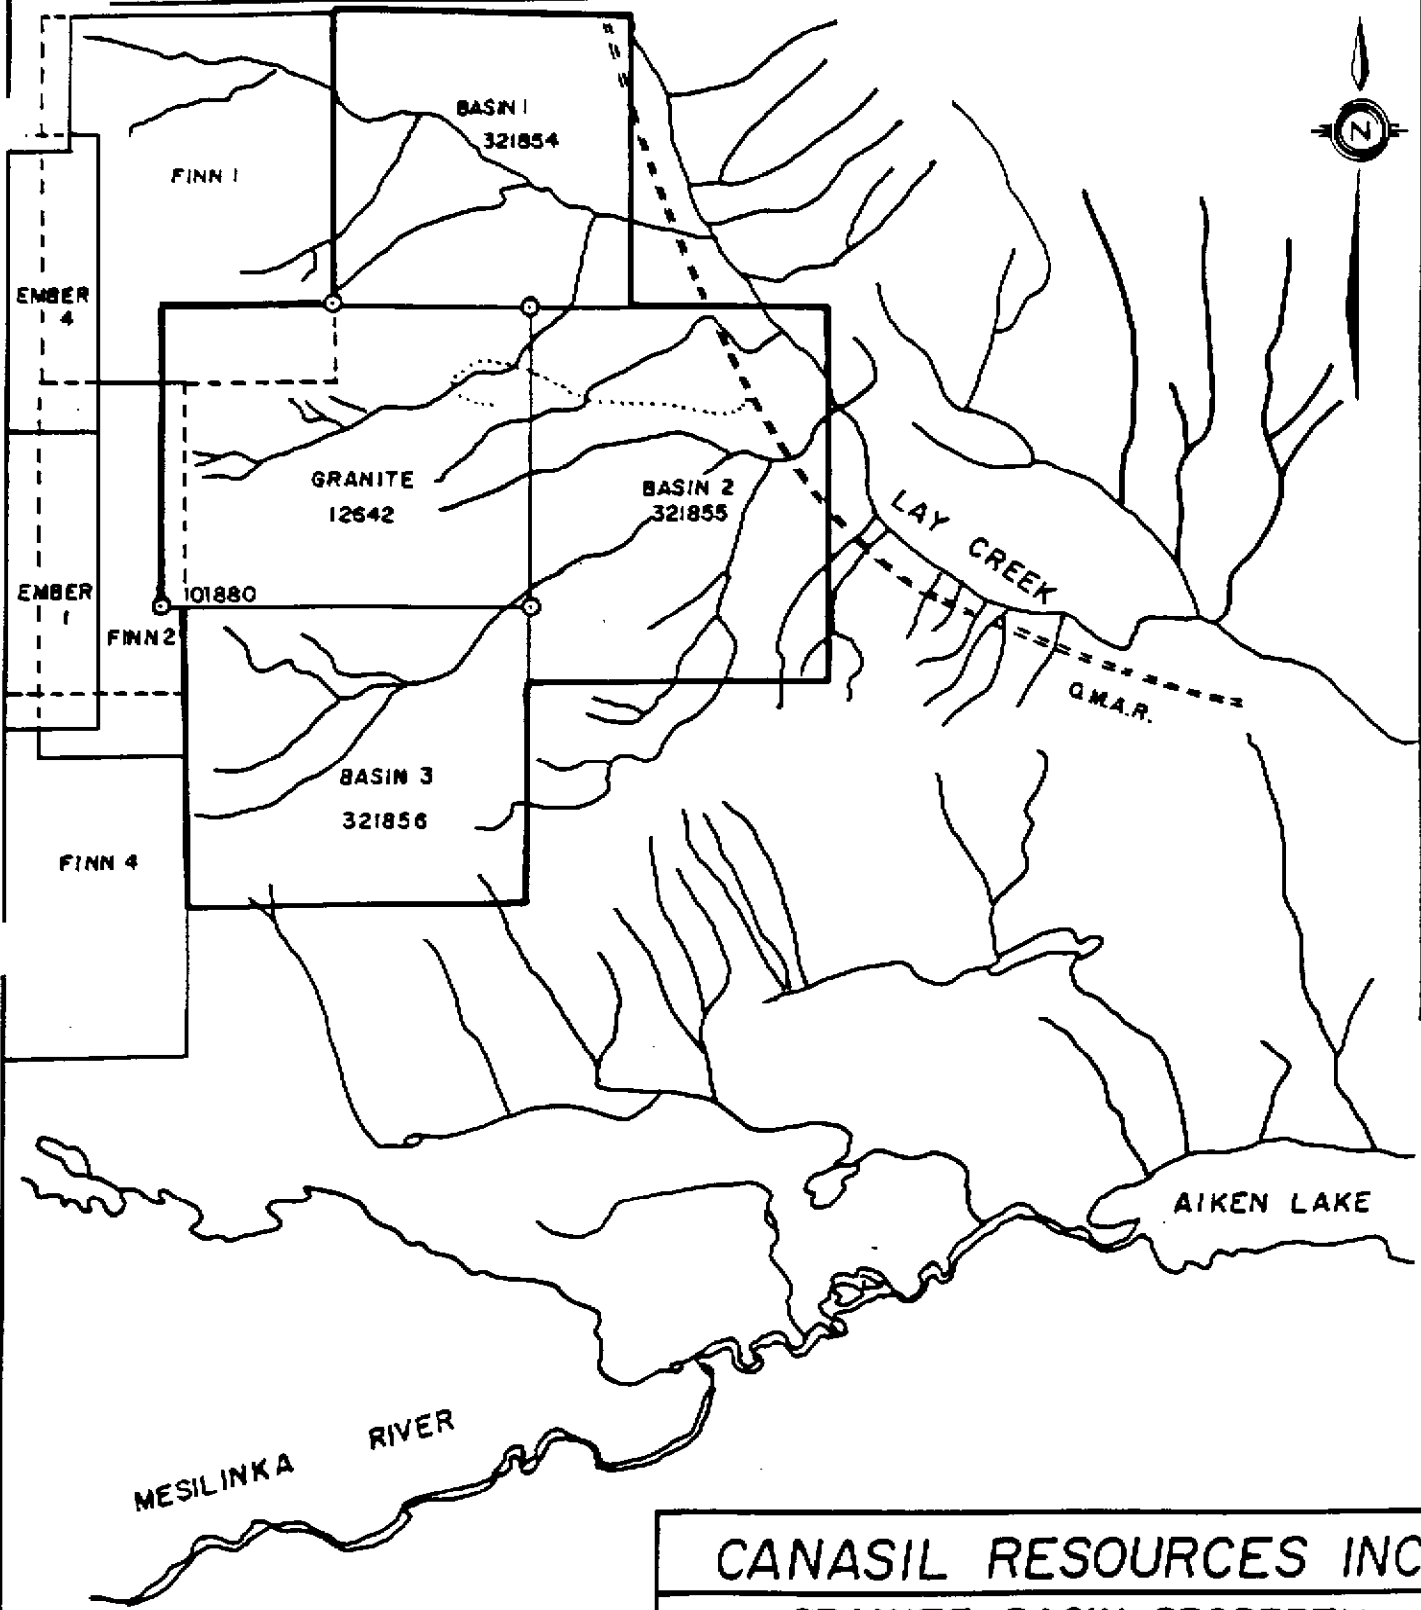 BASIN 1
321854
FINN 1
N
EMBER
4
GRANITE
12642
BASIN 2
321855
LAY CREEK
EMBER
1
101880
FINN 2
O.M.A.R.
BASIN 3
321856
FINN 4
AIKEN LAKE
MESILINKA RIVER
CANASIL RESOURCES INC